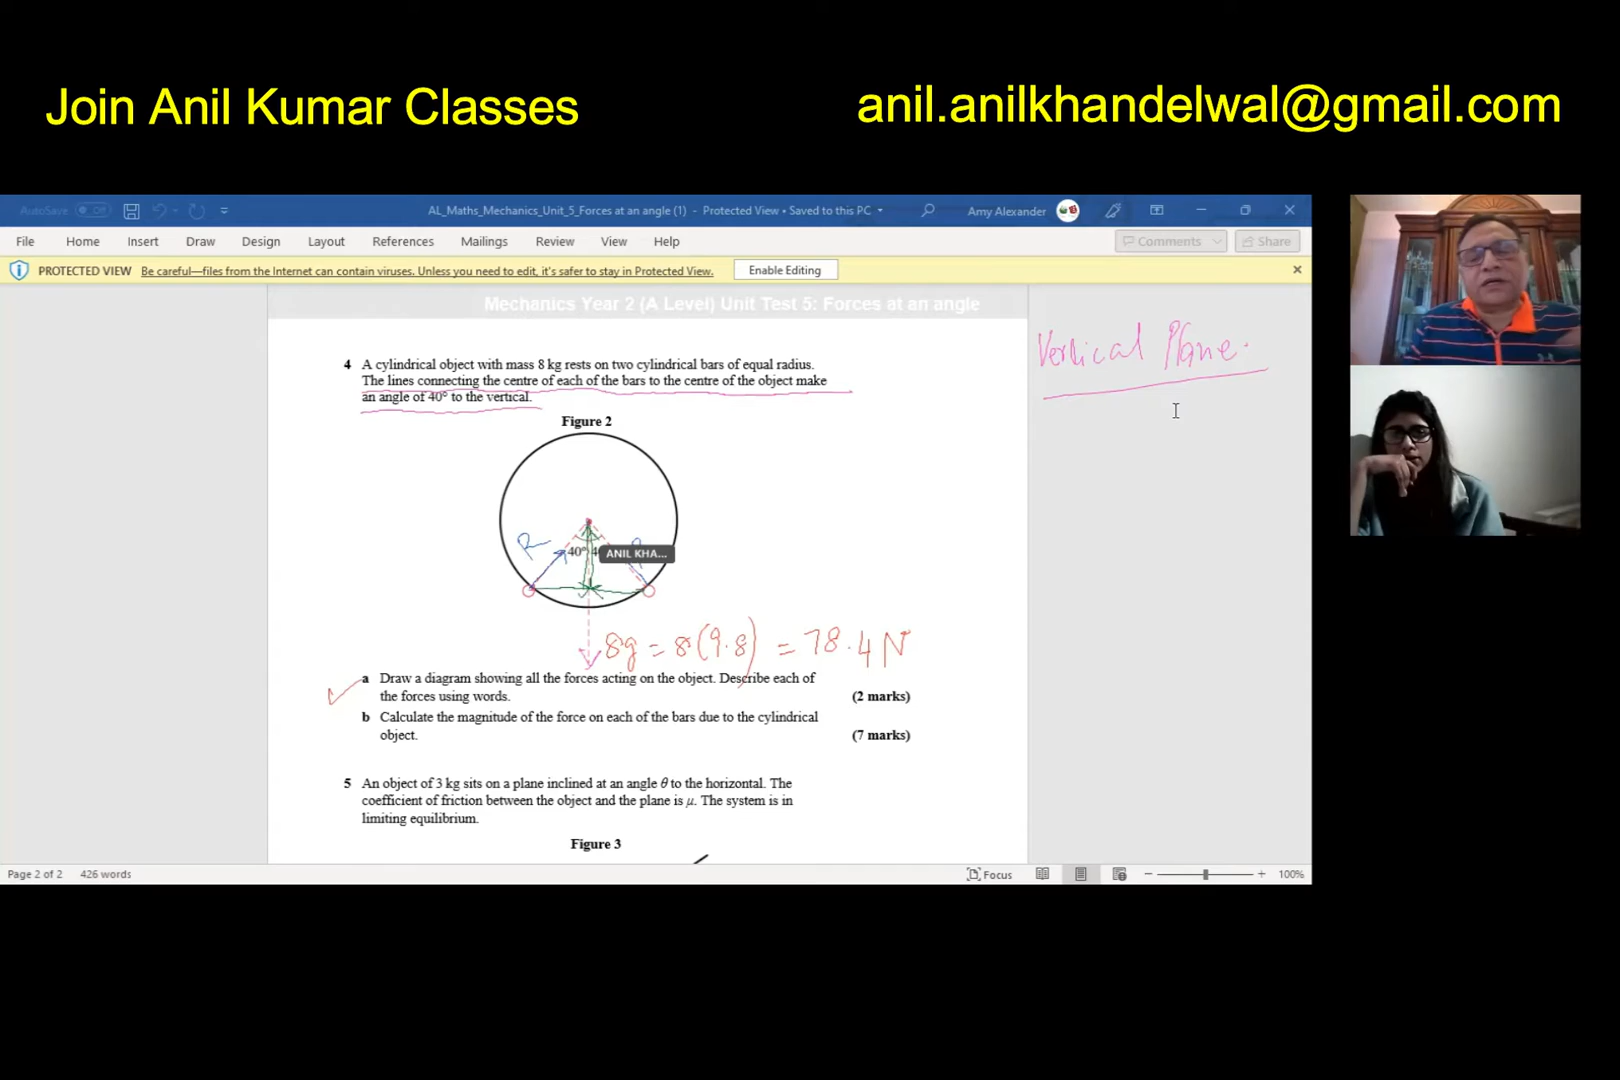 Join Anil Kumar Classes
anil.anilkhandelwal@gmail.com
AutoSave Off
AL_Maths_Mechanics_Unit_5_Forces at an angle (1) - Protected View • Saved to this PC
Amy Alexander
File Home Insert Draw Design Layout References Mailings Review View Help
Comments Share
PROTECTED VIEW Be careful—files from the Internet can contain viruses. Unless you need to edit, it's safer to stay in Protected View. Enable Editing
Mechanics Year 2 (A Level) Unit Test 5: Forces at an angle
Vertical Plane.
4 A cylindrical object with mass 8 kg rests on two cylindrical bars of equal radius.
The lines connecting the centre of each of the bars to the centre of the object make
an angle of 40° to the vertical.
Figure 2
R
40° 4
ANIL KHA...
8g = 8(9.8) = 78.4 N
a Draw a diagram showing all the forces acting on the object. Describe each of
the forces using words. (2 marks)
b Calculate the magnitude of the force on each of the bars due to the cylindrical
object. (7 marks)
5 An object of 3 kg sits on a plane inclined at an angle θ to the horizontal. The
coefficient of friction between the object and the plane is μ. The system is in
limiting equilibrium.
Figure 3
Page 2 of 2 426 words
Focus
100%